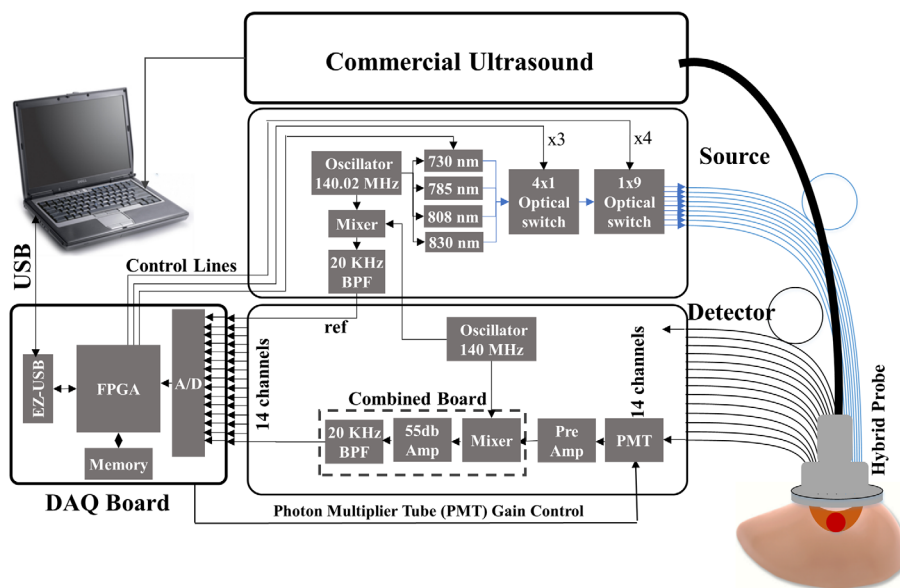 Commercial Ultrasound
x3
x4
Source
Oscillator
140.02 MHz
730 nm
785 nm
808 nm
830 nm
4x1
Optical
switch
1x9
Optical
switch
Mixer
20 KHz
BPF
USB
Control Lines
ref
Detector
Oscillator
140 MHz
14 channels
14 channels
EZ-USB
FPGA
A/D
Memory
DAQ Board
Combined Board
20 KHz
BPF
55db
Amp
Mixer
Pre
Amp
PMT
Hybrid Probe
Photon Multiplier Tube (PMT) Gain Control